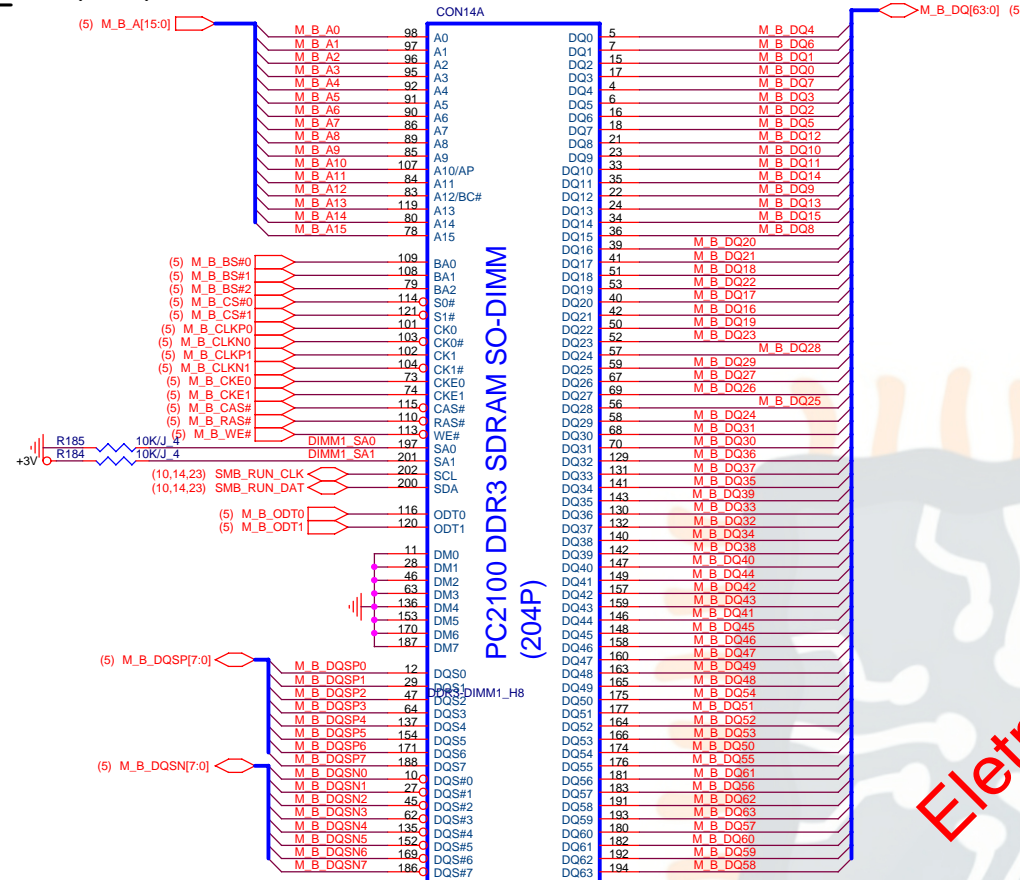 CON14A
(5) M_B_A[15:0]
M_B_DQ[63:0] (5
M_B_A0 98 A0 DQ0 5 M_B_DQ4
M_B_A1 97 A1 DQ1 7 M_B_DQ6
M_B_A2 96 A2 DQ2 15 M_B_DQ1
M_B_A3 95 A3 DQ3 17 M_B_DQ0
M_B_A4 92 A4 DQ4 4 M_B_DQ7
M_B_A5 91 A5 DQ5 6 M_B_DQ3
M_B_A6 90 A6 DQ6 16 M_B_DQ2
M_B_A7 86 A7 DQ7 18 M_B_DQ5
M_B_A8 89 A8 DQ8 21 M_B_DQ12
M_B_A9 85 A9 DQ9 23 M_B_DQ10
M_B_A10 107 A10/AP DQ10 33 M_B_DQ11
M_B_A11 84 A11 DQ11 35 M_B_DQ14
M_B_A12 83 A12/BC# DQ12 22 M_B_DQ9
M_B_A13 119 A13 DQ13 24 M_B_DQ13
M_B_A14 80 A14 DQ14 34 M_B_DQ15
M_B_A15 78 A15 DQ15 36 M_B_DQ8
DQ16 39 M_B_DQ20
(5) M_B_BS#0 109 BA0 DQ17 41 M_B_DQ21
(5) M_B_BS#1 108 BA1 DQ18 51 M_B_DQ18
(5) M_B_BS#2 79 BA2 DQ19 53 M_B_DQ22
(5) M_B_CS#0 114 S0# DQ20 40 M_B_DQ17
(5) M_B_CS#1 121 S1# DQ21 42 M_B_DQ16
(5) M_B_CLKP0 101 CK0 DQ22 50 M_B_DQ19
(5) M_B_CLKN0 103 CK0# DQ23 52 M_B_DQ23
(5) M_B_CLKP1 102 CK1 DQ24 57 M_B_DQ28
(5) M_B_CLKN1 104 CK1# DQ25 59 M_B_DQ29
(5) M_B_CKE0 73 CKE0 DQ26 67 M_B_DQ27
(5) M_B_CKE1 74 CKE1 DQ27 69 M_B_DQ26
(5) M_B_CAS# 115 CAS# DQ28 56 M_B_DQ25
(5) M_B_RAS# 110 RAS# DQ29 58 M_B_DQ24
(5) M_B_WE# 113 WE# DQ30 68 M_B_DQ31
R185 10K/J_4 DIMM1_SA0 197 SA0 DQ31 70 M_B_DQ30
+3V R184 10K/J_4 DIMM1_SA1 201 SA1 DQ32 129 M_B_DQ36
(10,14,23) SMB_RUN_CLK 202 SCL DQ33 131 M_B_DQ37
(10,14,23) SMB_RUN_DAT 200 SDA DQ34 141 M_B_DQ35
DQ35 143 M_B_DQ39
(5) M_B_ODT0 116 ODT0 DQ36 130 M_B_DQ33
(5) M_B_ODT1 120 ODT1 DQ37 132 M_B_DQ32
DQ38 140 M_B_DQ34
11 DM0 DQ39 142 M_B_DQ38
28 DM1 DQ40 147 M_B_DQ40
46 DM2 DQ41 149 M_B_DQ44
63 DM3 DQ42 157 M_B_DQ42
136 DM4 DQ43 159 M_B_DQ43
153 DM5 DQ44 146 M_B_DQ41
170 DM6 DQ45 148 M_B_DQ45
187 DM7 DQ46 158 M_B_DQ46
DQ47 160 M_B_DQ47
(5) M_B_DQSP[7:0]
M_B_DQSP0 12 DQS0 DQ48 163 M_B_DQ49
M_B_DQSP1 29 DQS1 DQ49 165 M_B_DQ48
M_B_DQSP2 47 DQS2 DQ50 175 M_B_DQ54
M_B_DQSP3 64 DQS3 DQ51 177 M_B_DQ51
M_B_DQSP4 137 DQS4 DQ52 164 M_B_DQ52
M_B_DQSP5 154 DQS5 DQ53 166 M_B_DQ53
M_B_DQSP6 171 DQS6 DQ54 174 M_B_DQ50
M_B_DQSP7 188 DQS7 DQ55 176 M_B_DQ55
(5) M_B_DQSN[7:0]
M_B_DQSN0 10 DQS#0 DQ56 181 M_B_DQ61
M_B_DQSN1 27 DQS#1 DQ57 183 M_B_DQ56
M_B_DQSN2 45 DQS#2 DQ58 191 M_B_DQ62
M_B_DQSN3 62 DQS#3 DQ59 193 M_B_DQ63
M_B_DQSN4 135 DQS#4 DQ60 180 M_B_DQ57
M_B_DQSN5 152 DQS#5 DQ61 182 M_B_DQ60
M_B_DQSN6 169 DQS#6 DQ62 192 M_B_DQ59
M_B_DQSN7 186 DQS#7 DQ63 194 M_B_DQ58
DDR3-DIMM1_H8
PC2100 DDR3 SDRAM SO-DIMM
(204P)